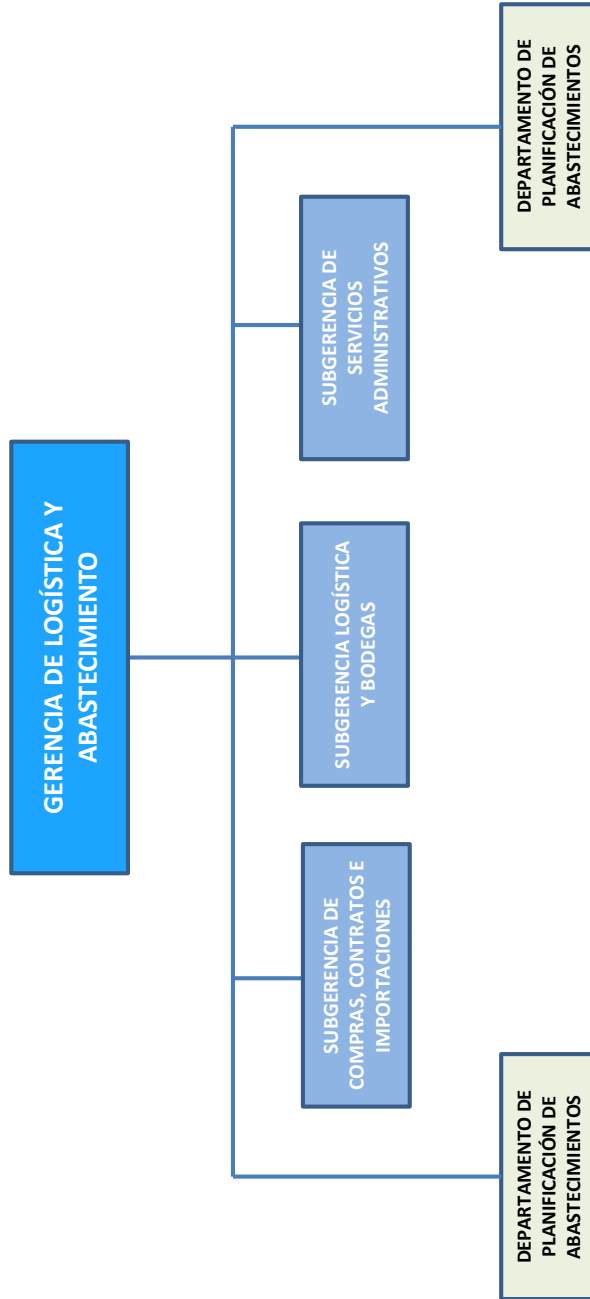 GERENCIA DE LOGÍSTICA Y
ABASTECIMIENTO
SUBGERENCIA DE
COMPRAS, CONTRATOS E
IMPORTACIONES
SUBGERENCIA LOGÍSTICA
Y BODEGAS
SUBGERENCIA DE
SERVICIOS
ADMINISTRATIVOS
DEPARTAMENTO DE
PLANIFICACIÓN DE
ABASTECIMIENTOS
DEPARTAMENTO DE
PLANIFICACIÓN DE
ABASTECIMIENTOS